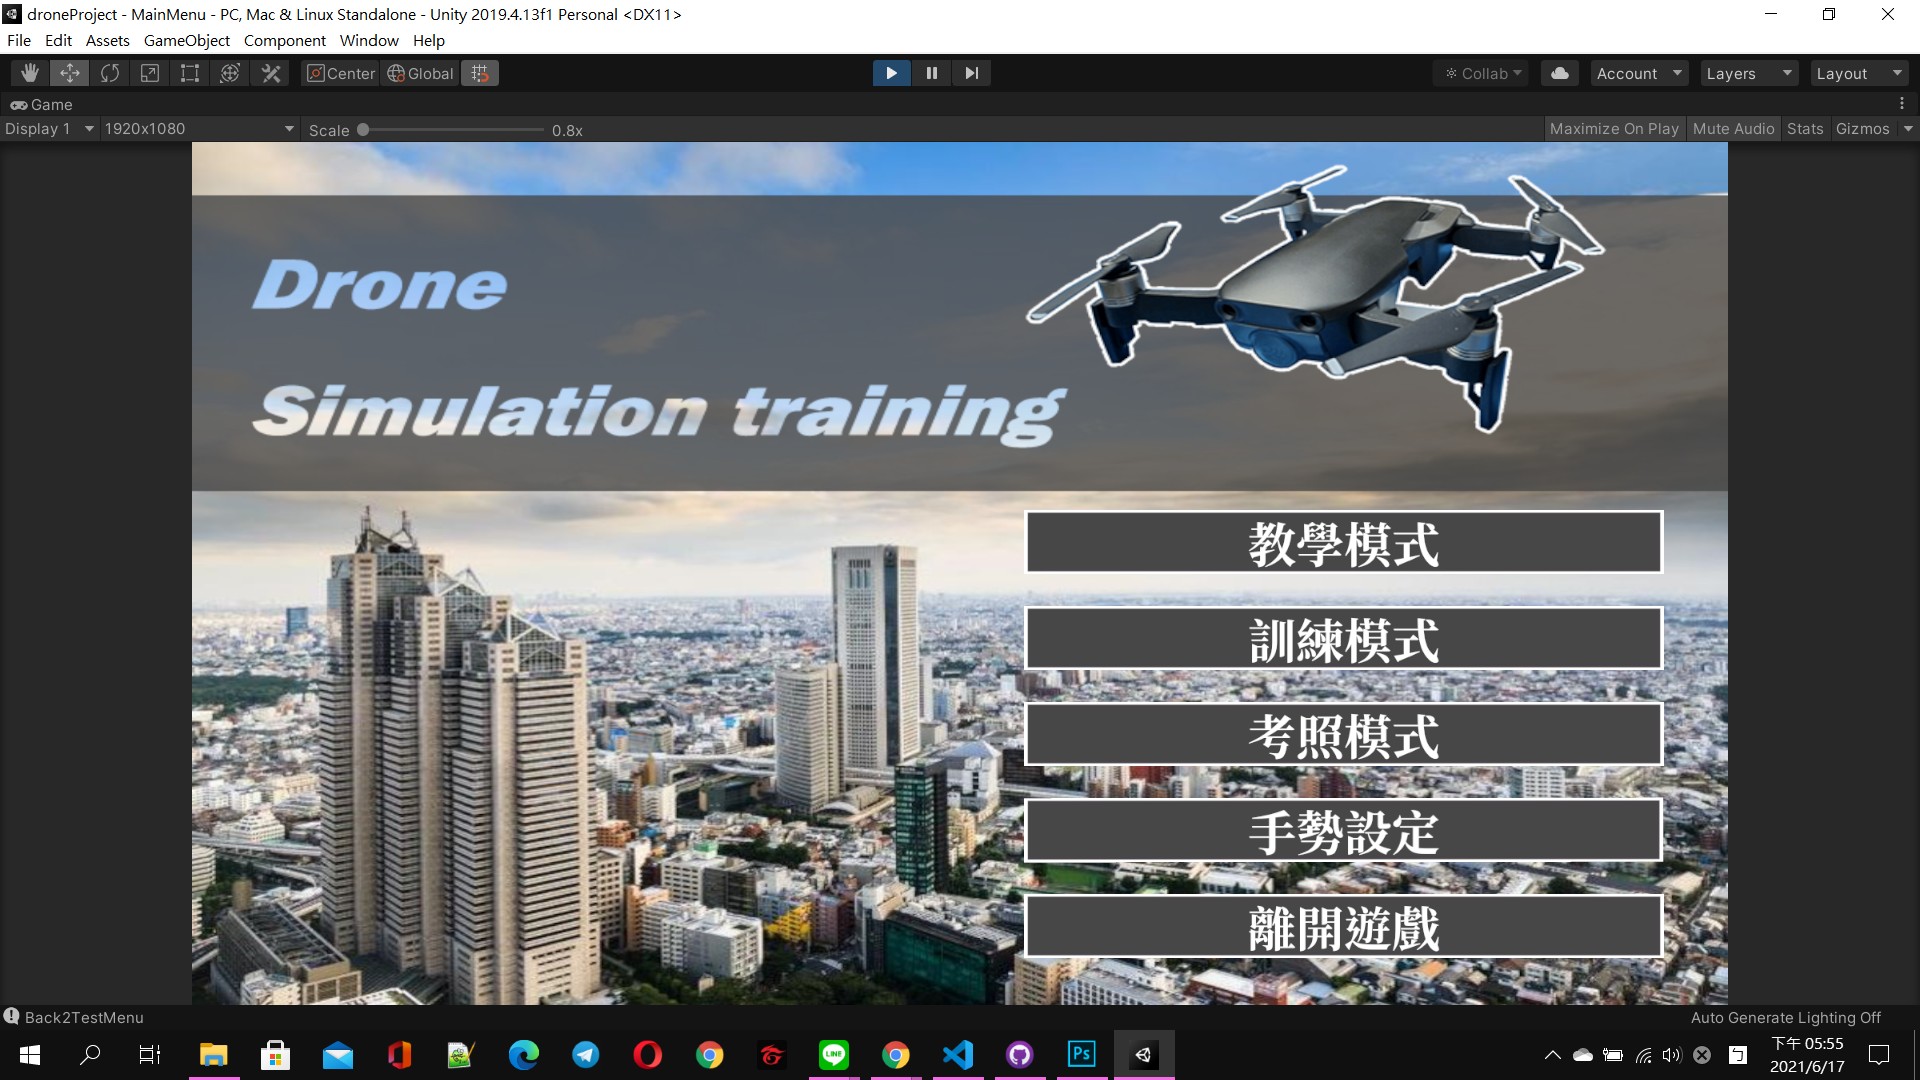 droneProject - MainMenu - PC, Mac & Linux Standalone - Unity 2019.4.13f1 Personal <DX11>
File Edit Assets GameObject Component Window Help
Center Global Collab Account Layers Layout
Game
Display 1 1920x1080 Scale 0.8x Maximize On Play Mute Audio Stats Gizmos
Drone
Simulation training
教學模式
訓練模式
考照模式
手勢設定
離開遊戲
Back2TestMenu Auto Generate Lighting Off
LINE Ps ㄅ 下午 05:55
2021/6/17